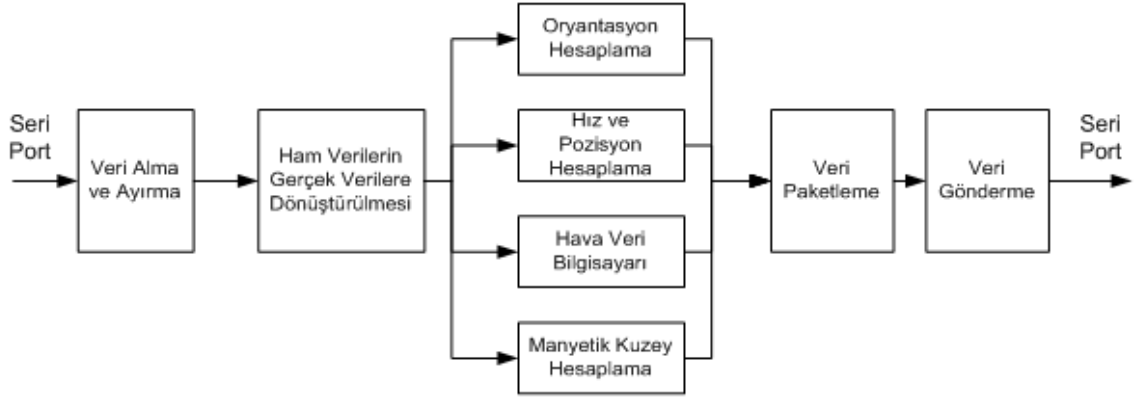 Seri
Port
Veri Alma
ve Ayırma
Ham Verilerin
Gerçek Verilere
Dönüştürülmesi
Oryantasyon
Hesaplama
Hız ve
Pozisyon
Hesaplama
Hava Veri
Bilgisayarı
Manyetik Kuzey
Hesaplama
Veri
Paketleme
Veri
Gönderme
Seri
Port